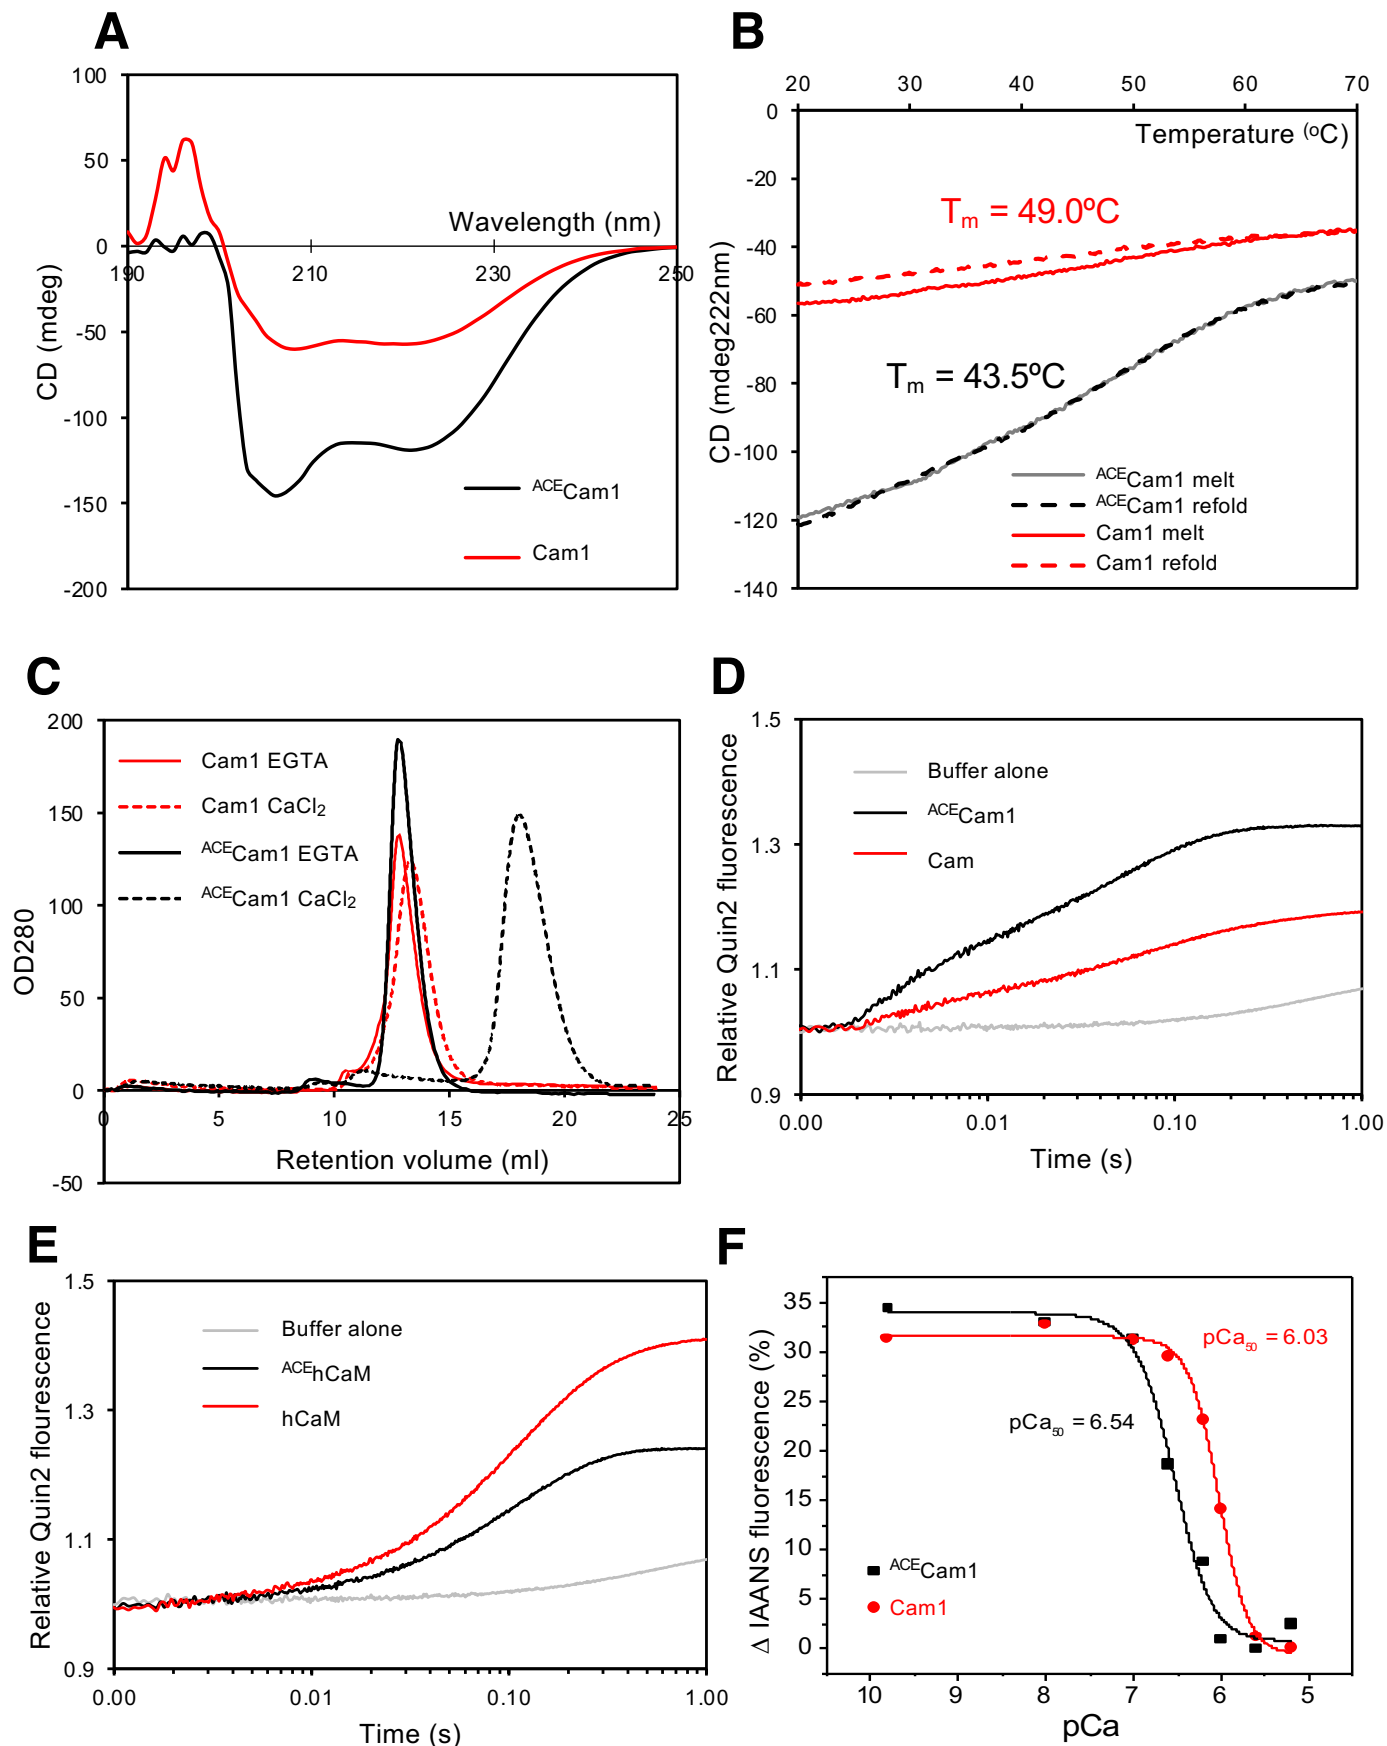 A
100
50
0
-50
-100
-150
-200
CD (mdeg)
Wavelength (nm)
190
210
230
250
ACECam1
Cam1
B
20
30
40
50
60
70
Temperature (oC)
0
-20
-40
-60
-80
-100
-120
-140
CD (mdeg222nm)
Tm = 49.0ºC
Tm = 43.5ºC
ACECam1 melt
ACECam1 refold
Cam1 melt
Cam1 refold
C
200
150
100
50
0
-50
OD280
Cam1 EGTA
Cam1 CaCl2
ACECam1 EGTA
ACECam1 CaCl2
0
5
10
15
20
25
Retention volume (ml)
D
1.5
1.3
1.1
0.9
Relative Quin2 fluorescence
Buffer alone
ACECam1
Cam
0.00
0.01
0.10
1.00
Time (s)
E
1.5
1.3
1.1
0.9
Relative Quin2 flourescence
Buffer alone
ACEhCaM
hCaM
0.00
0.01
0.10
1.00
Time (s)
F
35
30
25
20
15
10
5
0
Δ IAANS fluorescence (%)
pCa50 = 6.03
pCa50 = 6.54
ACECam1
Cam1
10
9
8
7
6
5
pCa